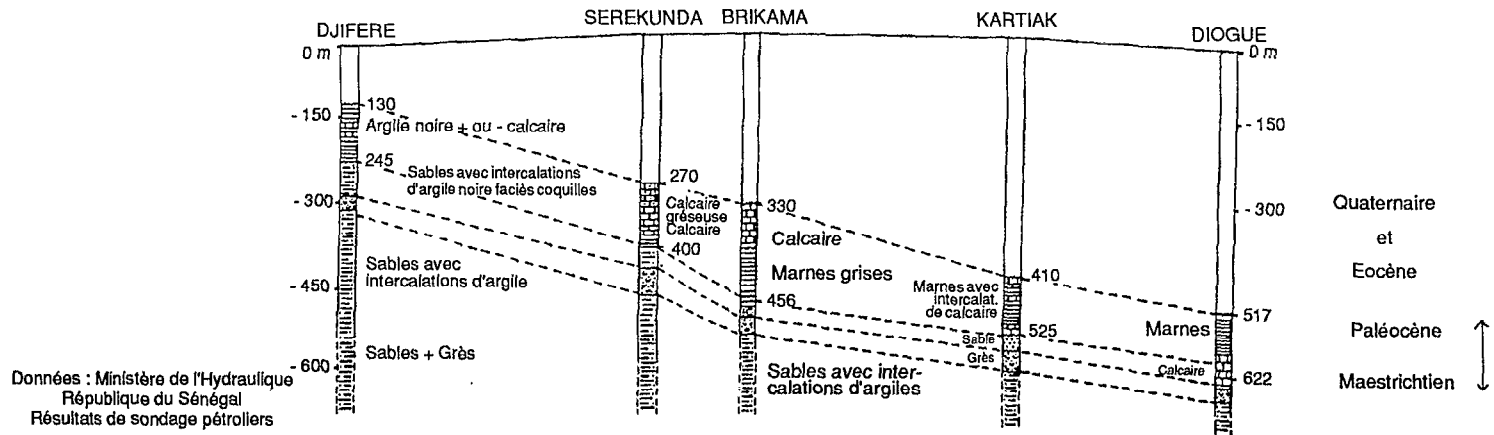 SEREKUNDA BRIKAMA KARTIAK
DJIFERE DIOGUE
0 m 0 m
130
- 150 - 150
Argile noire + ou - calcaire
245
Sables avec intercalations
d'argile noire faciès coquilles
270
- 300 - 300
330
Calcaire
gréseuse
Calcaire
400
Calcaire
Marnes grises
456
Sables avec
intercalations d'argile
- 450
410
Marnes avec
intercalat.
de calcaire
525
Sable
Grès
517
Marnes
Calcaire
622
Sables + Grès
- 600
Sables avec inter-
calations d'argiles
Quaternaire
et
Eocène
Paléocène
Maestrichtien
Données : Ministère de l'Hydraulique
République du Sénégal
Résultats de sondage pétroliers